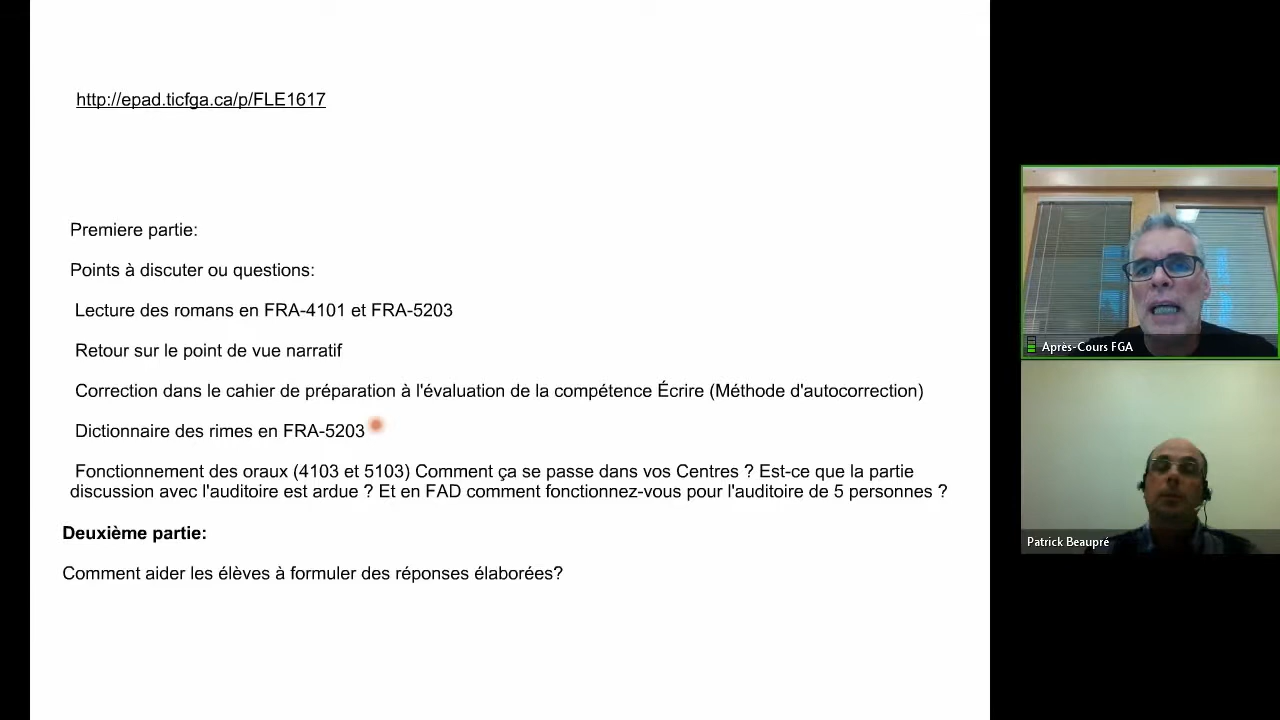 http://epad.ticfga.ca/p/FLE1617
Premiere partie:
Points à discuter ou questions:
Lecture des romans en FRA-4101 et FRA-5203
Retour sur le point de vue narratif
Correction dans le cahier de préparation à l'évaluation de la compétence Écrire (Méthode d'autocorrection)
Dictionnaire des rimes en FRA-5203
Fonctionnement des oraux (4103 et 5103) Comment ça se passe dans vos Centres ? Est-ce que la partie
discussion avec l'auditoire est ardue ? Et en FAD comment fonctionnez-vous pour l'auditoire de 5 personnes ?
Deuxième partie:
Comment aider les élèves à formuler des réponses élaborées?
Après-Cours FGA
Patrick Beaupré